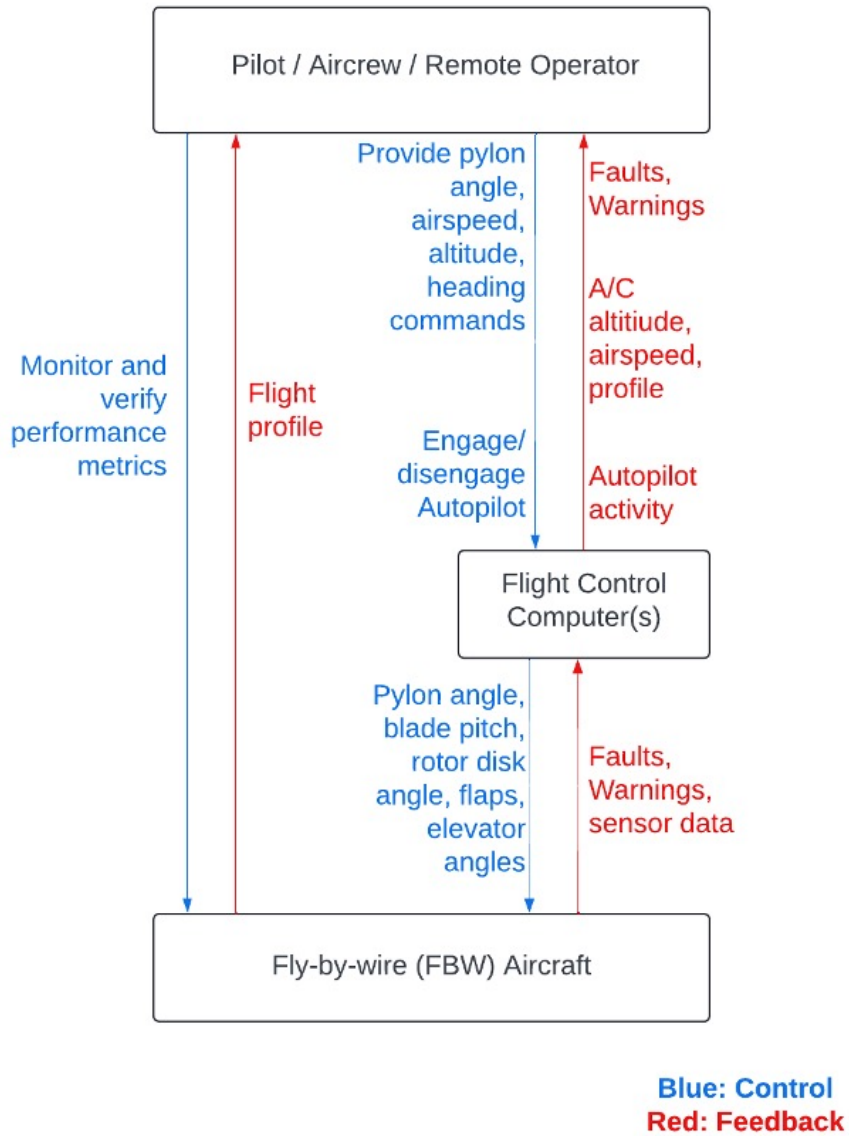 Pilot / Aircrew / Remote Operator
Provide pylon
angle,
airspeed,
altitude,
heading
commands
Faults,
Warnings
A/C
altitiude,
airspeed,
profile
Monitor and
verify
performance
metrics
Flight
profile
Engage/
disengage
Autopilot
Autopilot
activity
Flight Control
Computer(s)
Pylon angle,
blade pitch,
rotor disk
angle, flaps,
elevator
angles
Faults,
Warnings,
sensor data
Fly-by-wire (FBW) Aircraft
Blue: Control
Red: Feedback